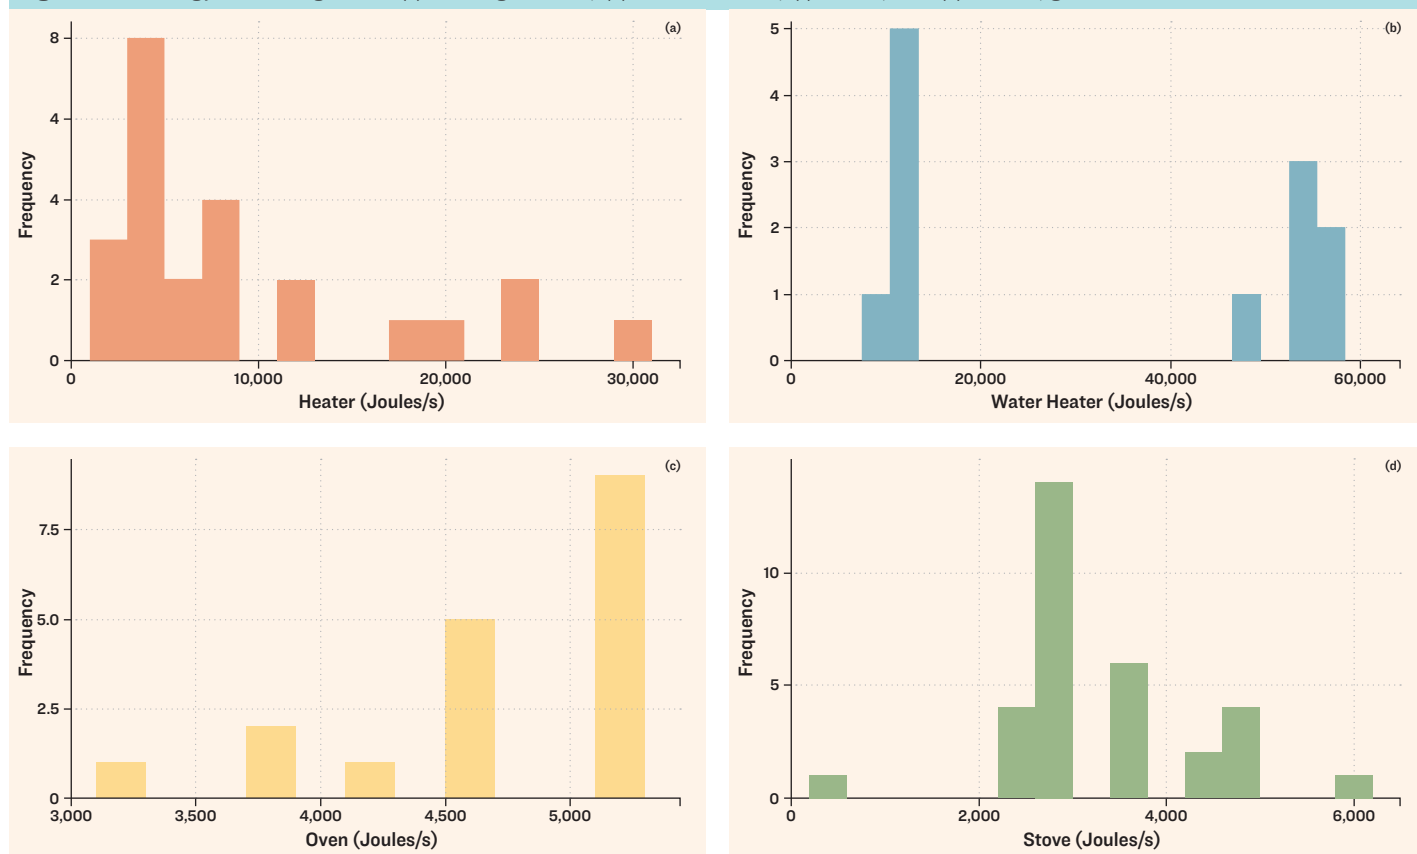 (a)
8
4
4
2
0
Frequency
0 10,000 20,000 30,000
Heater (Joules/s)
(b)
5
4
3
2
1
0
Frequency
0 20,000 40,000 60,000
Water Heater (Joules/s)
(c)
7.5
5.0
2.5
0
Frequency
3,000 3,500 4,000 4,500 5,000
Oven (Joules/s)
(d)
10
5
0
Frequency
0 2,000 4,000 6,000
Stove (Joules/s)